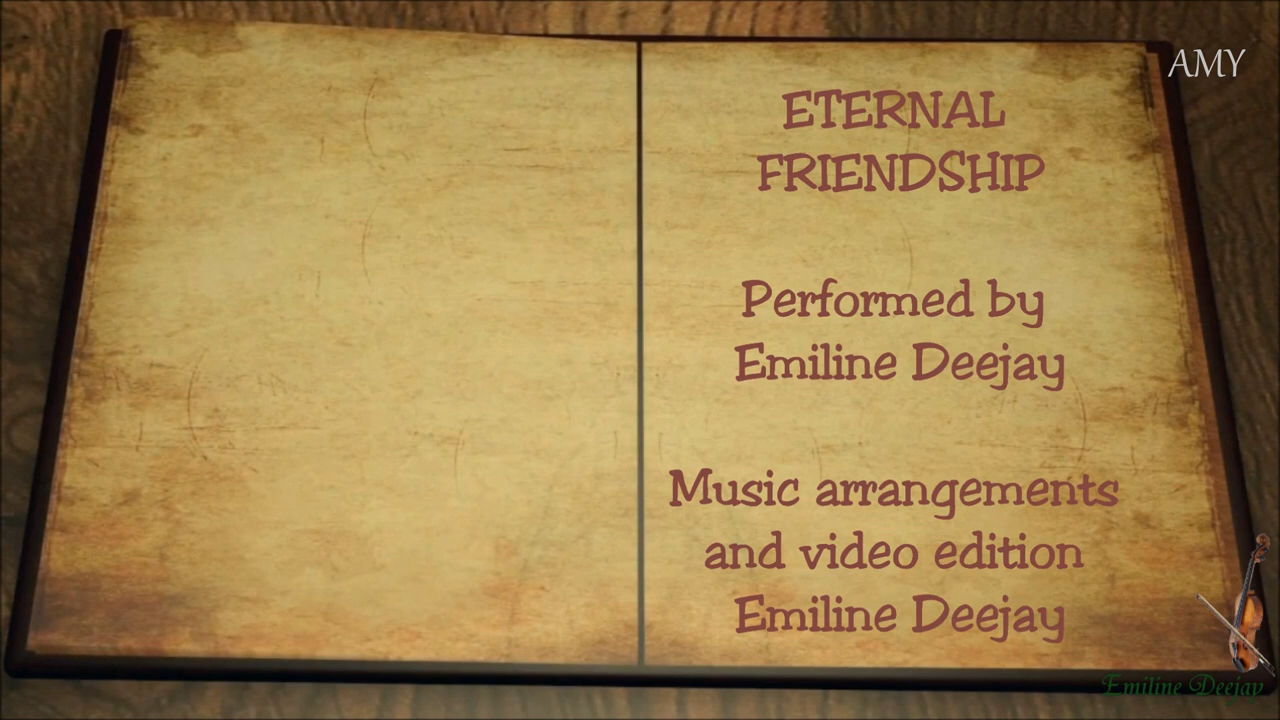 AMY
ETERNAL
FRIENDSHIP
Performed by
Emiline Deejay
Music arrangements
and video edition
Emiline Deejay
Emiline Deejay